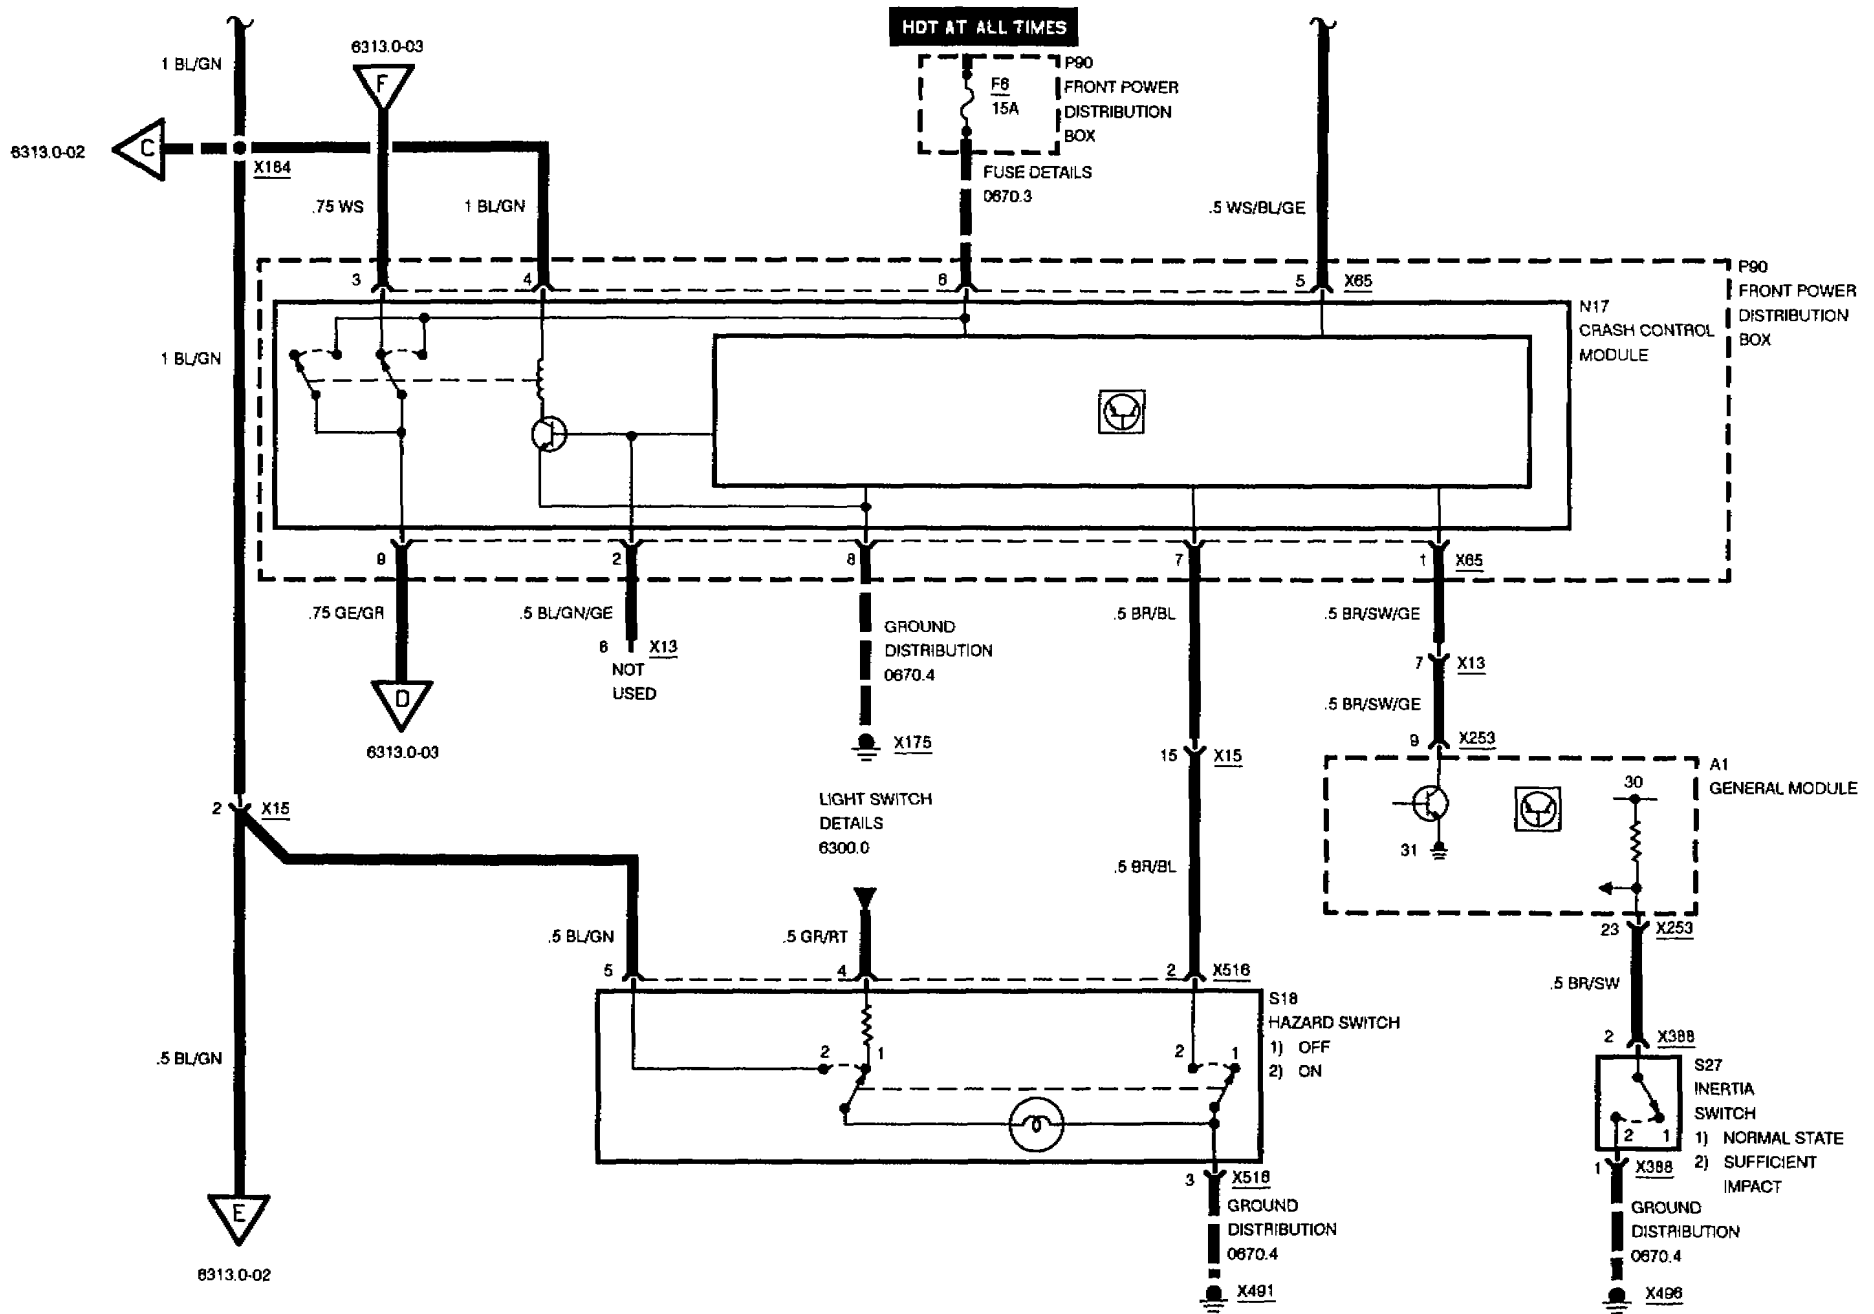 HOT AT ALL TIMES
1 BL/GN
6313.0-03
F
P90
FRONT POWER
DISTRIBUTION
BOX
F6
15A
6313.0-02
C
X184
FUSE DETAILS
0670.3
.75 WS
1 BL/GN
.5 WS/BL/GE
3
4
6
5
X65
P90
FRONT POWER
DISTRIBUTION
BOX
N17
CRASH CONTROL
MODULE
1 BL/GN
9
2
8
7
1
X65
.75 GE/GR
.5 BL/GN/GE
GROUND
DISTRIBUTION
0670.4
.5 BR/BL
.5 BR/SW/GE
6
X13
NOT
USED
7
X13
D
6313.0-03
.5 BR/SW/GE
X175
15
X15
9
X253
A1
GENERAL MODULE
30
31
2
X15
LIGHT SWITCH
DETAILS
6300.0
.5 BR/BL
.5 BL/GN
.5 GR/RT
23
X253
5
4
2
X516
.5 BR/SW
S18
HAZARD SWITCH
1) OFF
2) ON
2
1
2
1
2
X388
.5 BL/GN
S27
INERTIA
SWITCH
1) NORMAL STATE
2) SUFFICIENT
IMPACT
2
1
1
X388
3
X516
GROUND
DISTRIBUTION
0670.4
GROUND
DISTRIBUTION
0670.4
E
6313.0-02
X491
X496